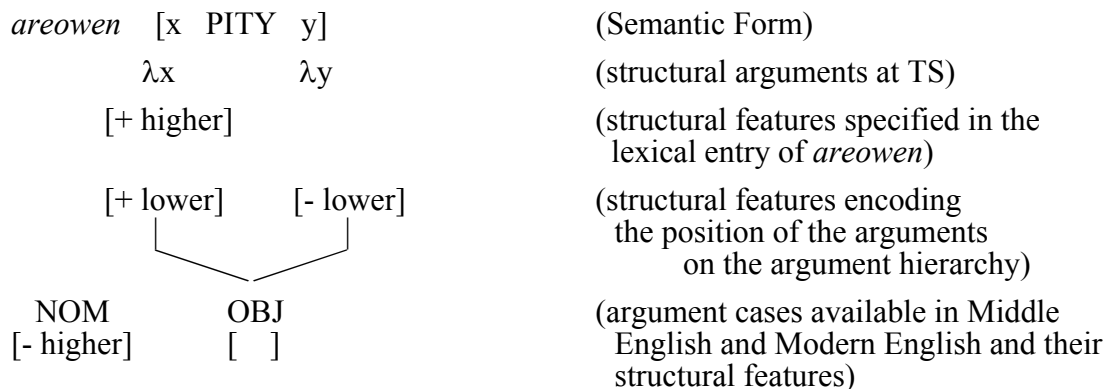 areowen [x PITY y] (Semantic Form)
λx λy (structural arguments at TS)
[+ higher] (structural features specified in the
lexical entry of areowen)
[+ lower] [- lower] (structural features encoding
the position of the arguments
on the argument hierarchy)
NOM OBJ (argument cases available in Middle
[- higher] [ ] English and Modern English and their
structural features)